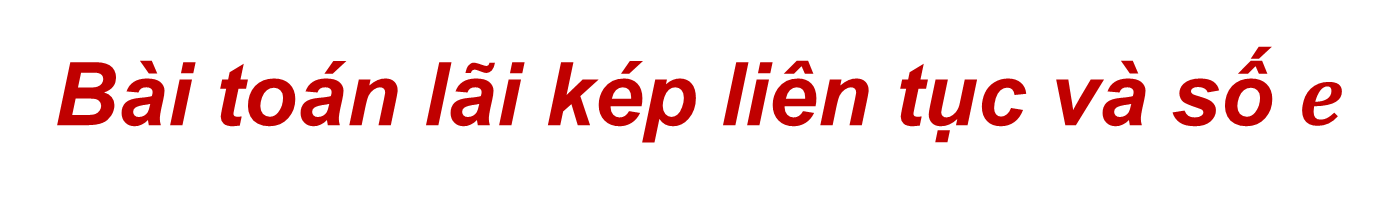 Bài toán lãi kép liên tục và số e